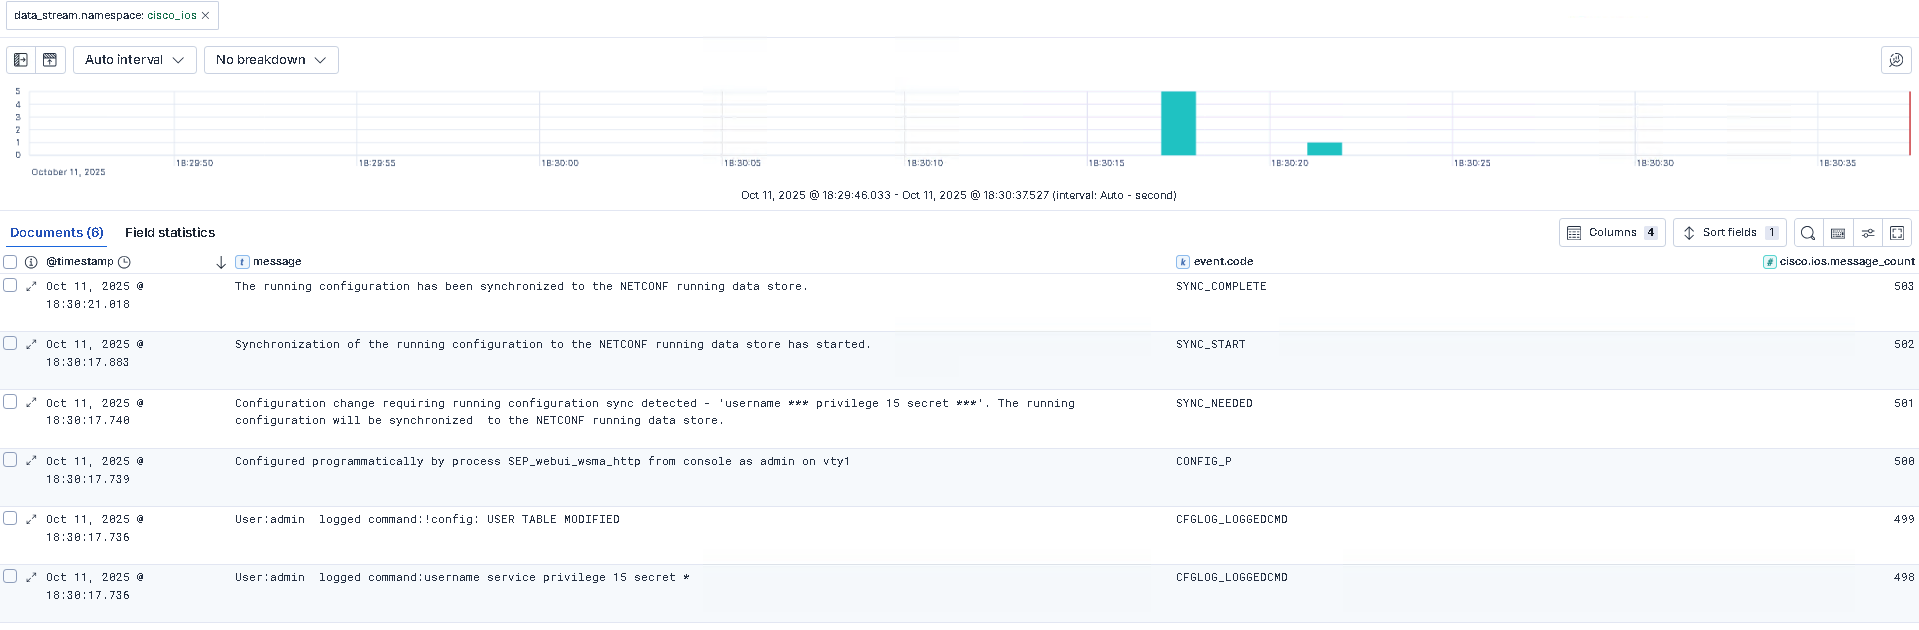 data_stream.namespace: cisco_ios ×
Auto interval
No breakdown
5
4
3
2
1
0
18:29:50 18:29:55 18:30:00 18:30:05 18:30:10 18:30:15 18:30:20 18:30:25 18:30:30 18:30:35
October 11, 2025
Oct 11, 2025 @ 18:29:46.033 - Oct 11, 2025 @ 18:30:37.527 (interval: Auto - second)
Documents (6) Field statistics Columns 4 Sort fields 1
@timestamp t message k event.code # cisco.ios.message_count
Oct 11, 2025 @ The running configuration has been synchronized to the NETCONF running data store. SYNC_COMPLETE 503
18:30:21.018
Oct 11, 2025 @ Synchronization of the running configuration to the NETCONF running data store has started. SYNC_START 502
18:30:17.883
Oct 11, 2025 @ Configuration change requiring running configuration sync detected - 'username *** privilege 15 secret ***'. The running SYNC_NEEDED 501
18:30:17.740 configuration will be synchronized  to the NETCONF running data store.
Oct 11, 2025 @ Configured programmatically by process SEP_webui_wsma_http from console as admin on vty1 CONFIG_P 500
18:30:17.739
Oct 11, 2025 @ User:admin  logged command:!config: USER TABLE MODIFIED CFGLOG_LOGGEDCMD 499
18:30:17.736
Oct 11, 2025 @ User:admin  logged command:username service privilege 15 secret * CFGLOG_LOGGEDCMD 498
18:30:17.736